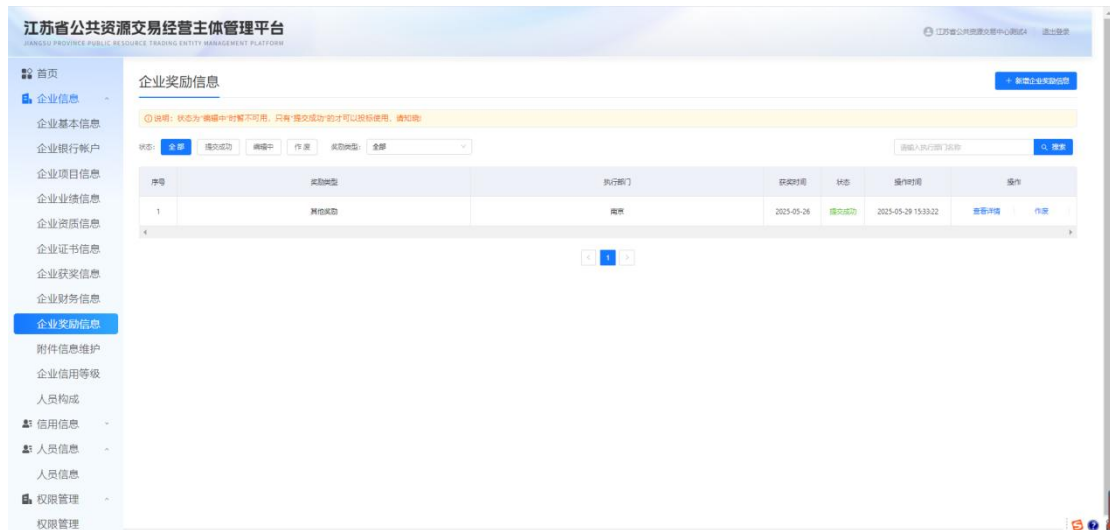 江苏省公共资源交易经营主体管理平台
JIANGSU PROVINCE PUBLIC RESOURCE TRADING ENTITY MANAGEMENT PLATFORM
江苏省公共资源交易中心测试4 退出登录
首页
企业信息
企业基本信息
企业银行帐户
企业项目信息
企业业绩信息
企业资质信息
企业证书信息
企业获奖信息
企业财务信息
企业奖励信息
附件信息维护
企业信用等级
人员构成
信用信息
人员信息
人员信息
权限管理
权限管理
企业奖励信息
+ 新增企业奖励信息
说明：状态为“编辑中”时暂不可用，只有“提交成功”的才可以投标使用，请知晓!
状态: 全部 提交成功 编辑中 作废 奖励类型: 全部 请输入执行部门名称 搜索
序号 奖励类型 执行部门 获奖时间 状态 操作时间 操作
1 其他奖励 南京 2025-05-26 提交成功 2025-05-29 15:33:22 查看详情 作废
1